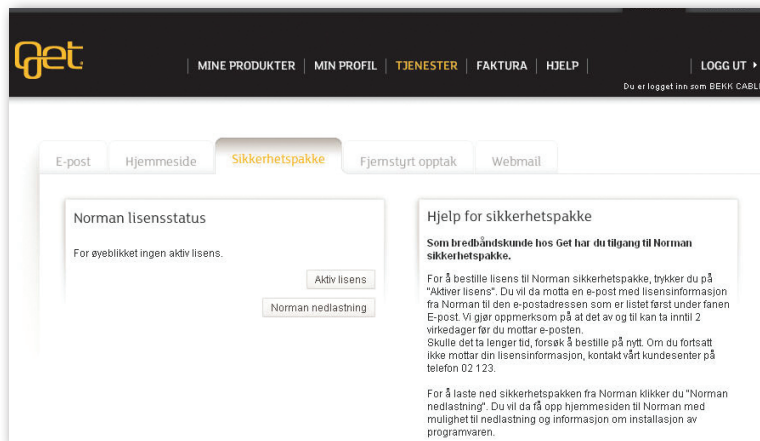 Get
MINE PRODUKTER | MIN PROFIL | TJENESTER | FAKTURA | HJELP | LOGG UT
Du er logget inn som BEKK CABL
E-post Hjemmeside Sikkerhetspakke Fjernstyrt opptak Webmail
Norman lisensstatus
For øyeblikket ingen aktiv lisens.
Aktiv lisens
Norman nedlastning
Hjelp for sikkerhetspakke
Som bredbåndskunde hos Get har du tilgang til Norman
sikkerhetspakke.
For å bestille lisens til Norman sikkerhetspakke, trykker du på
"Aktiver lisens". Du vil da motta en e-post med lisensinformasjon
fra Norman til den e-postadressen som er listet først under fanen
E-post. Vi gjør oppmerksom på at det av og til kan ta inntil 2
virkedager før du mottar e-posten.
Skulle det ta lenger tid, forsøk å bestille på nytt. Om du fortsatt
ikke mottar din lisensinformasjon, kontakt vårt kundesenter på
telefon 02 123.
For å laste ned sikkerhetspakken fra Norman klikker du "Norman
nedlastning". Du vil da få opp hjemmesiden til Norman med
mulighet til nedlastning og informasjon om installasjon av
programvaren.